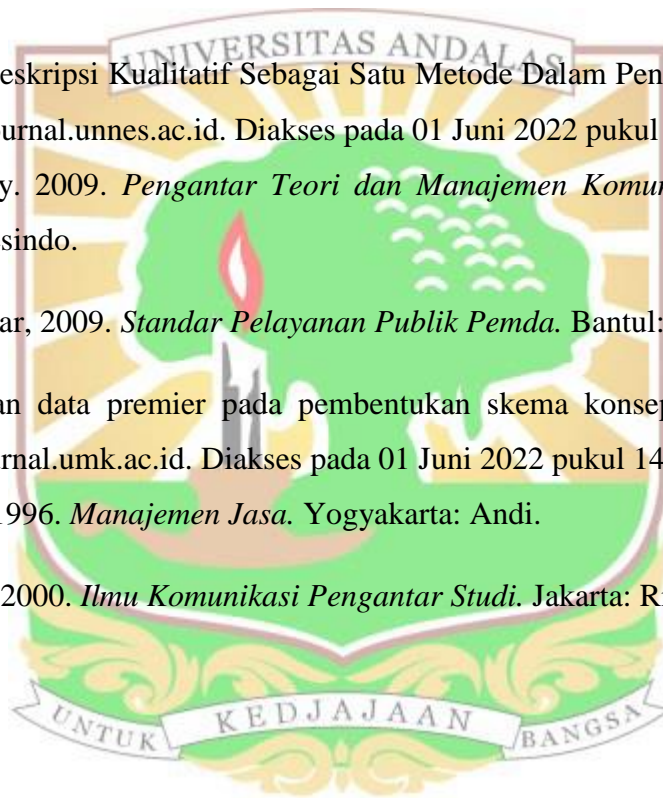 UNIVERSITAS ANDALAS
eskripsi Kualitatif Sebagai Satu Metode Dalam Pen
urnal.unnes.ac.id. Diakses pada 01 Juni 2022 pukul
y. 2009. Pengantar Teori dan Manajemen Komun
sindo.
ar, 2009. Standar Pelayanan Publik Pemda. Bantul:
an data premier pada pembentukan skema konsep
rnal.umk.ac.id. Diakses pada 01 Juni 2022 pukul 14
1996. Manajemen Jasa. Yogyakarta: Andi.
2000. Ilmu Komunikasi Pengantar Studi. Jakarta: Ri
UNTUK KEDJAJAAN BANGSA